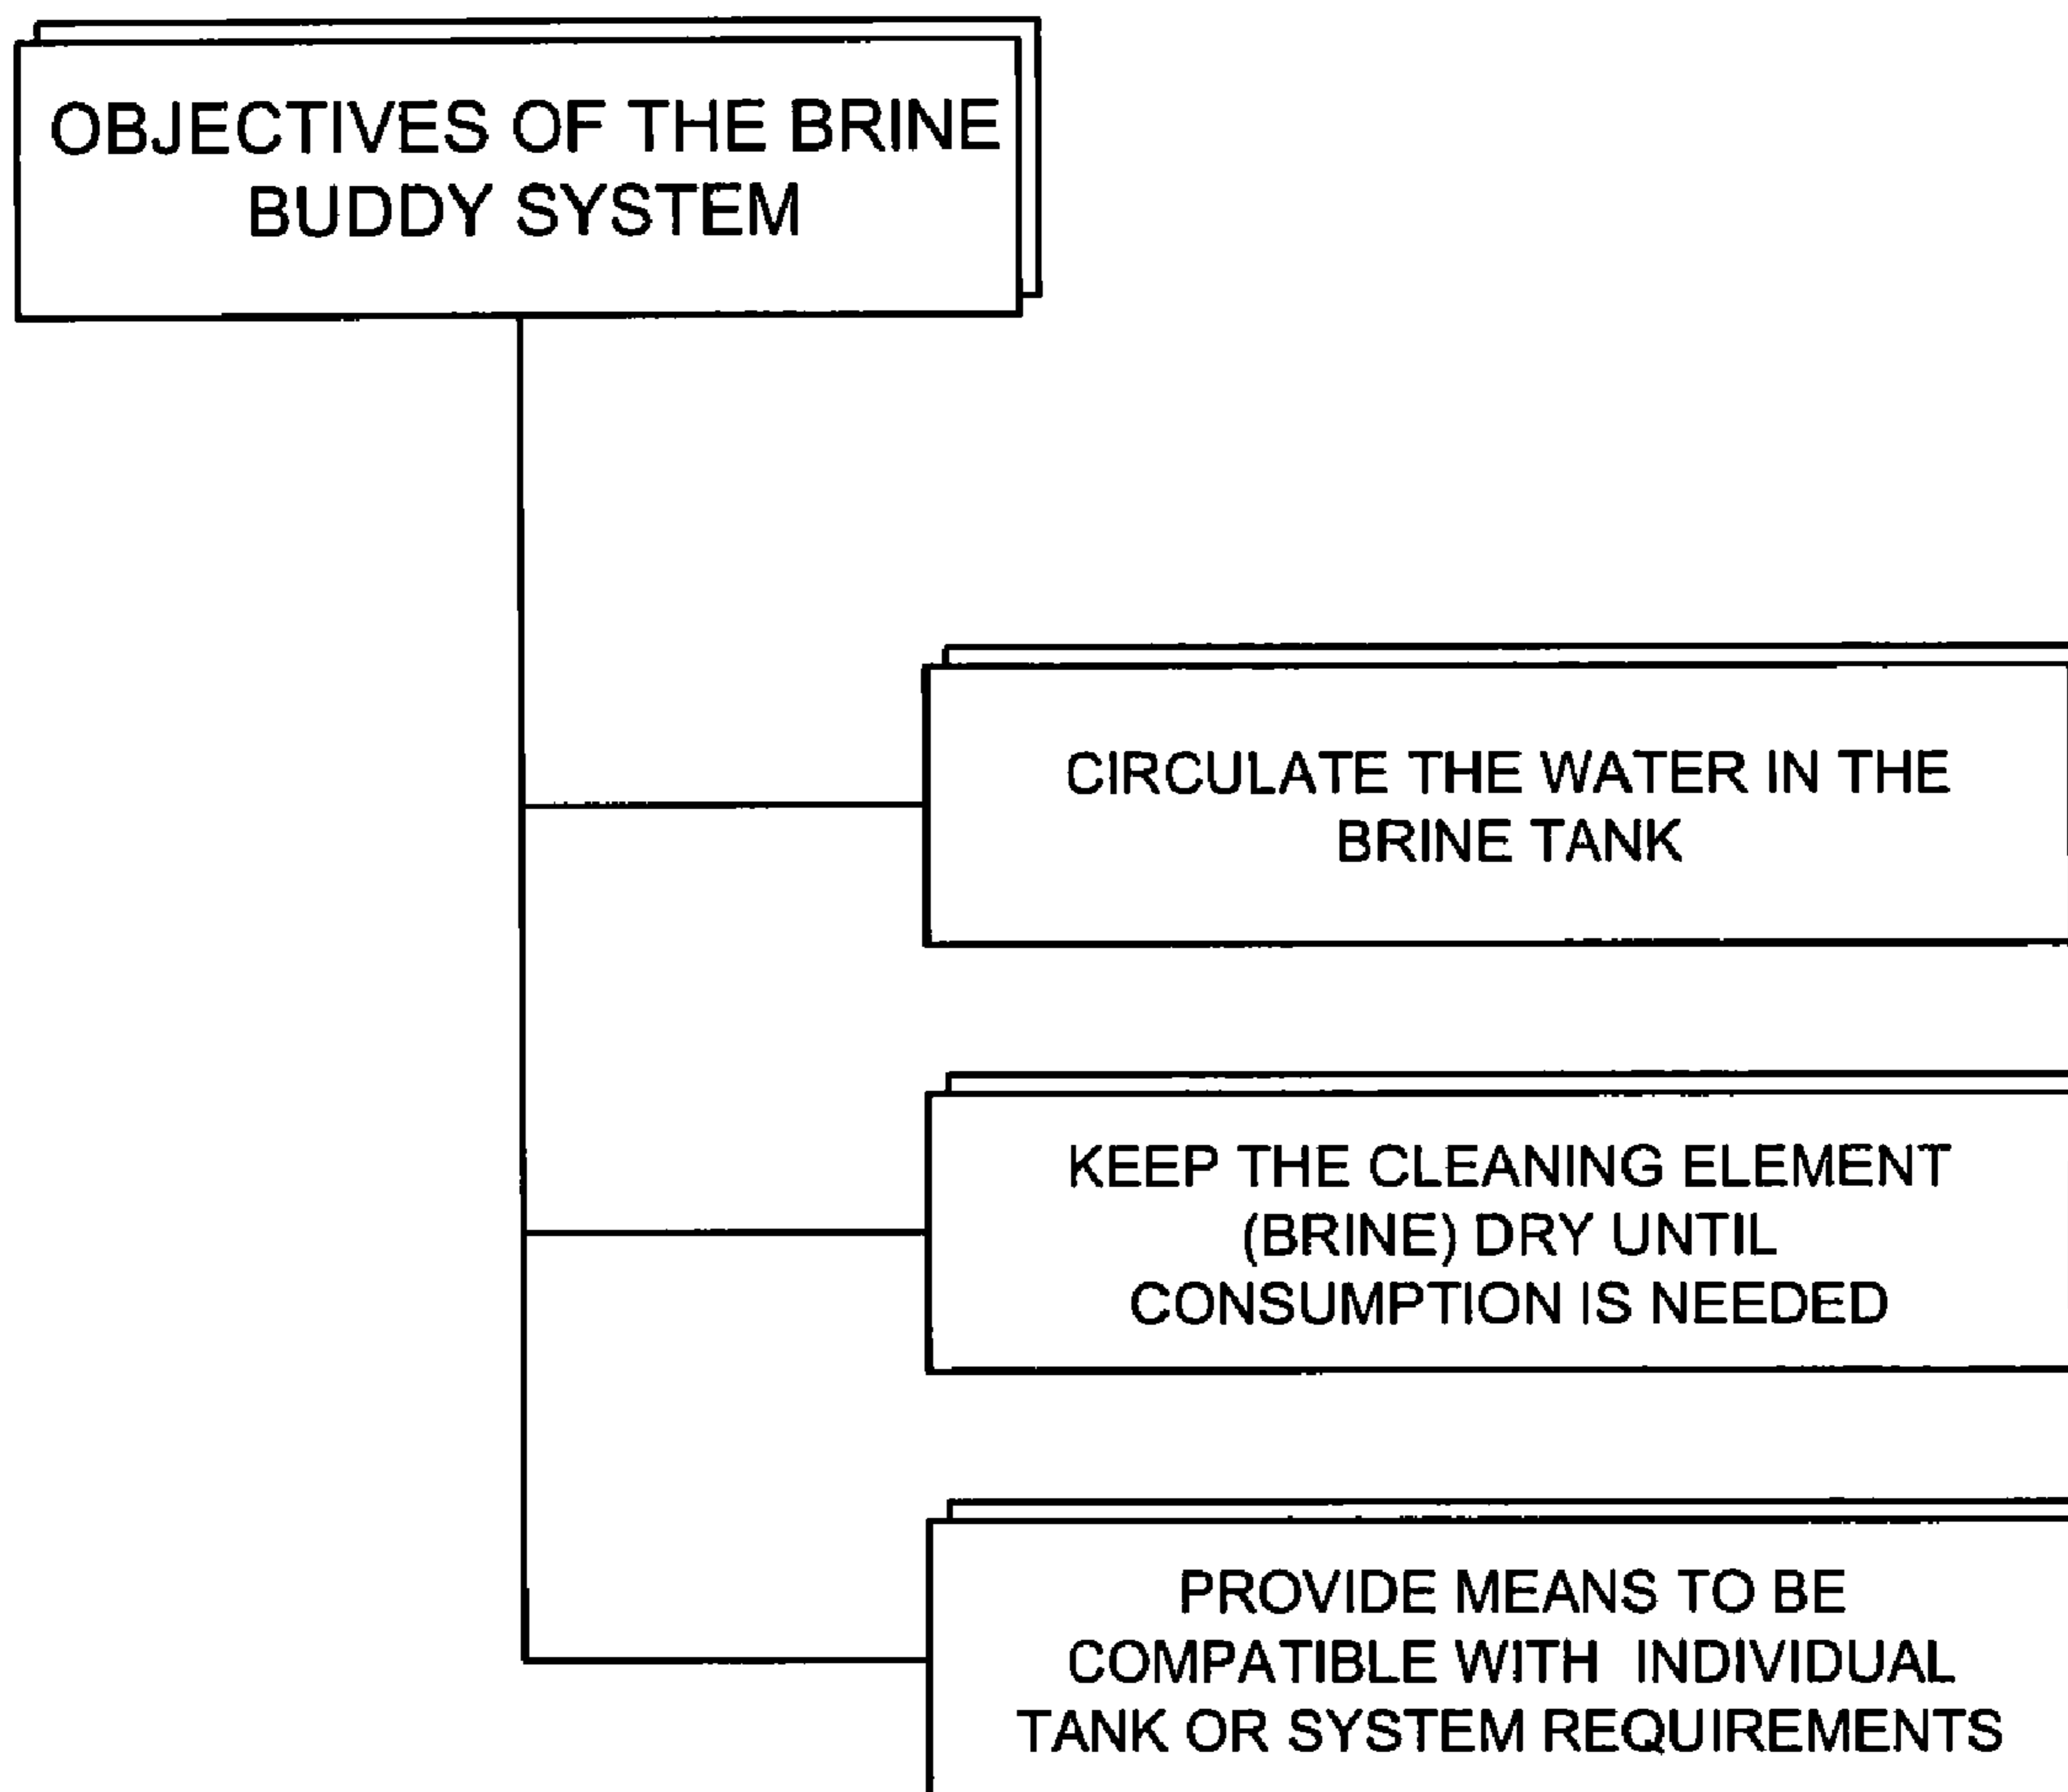 OBJECTIVES OF THE BRINE
BUDDY SYSTEM
CIRCULATE THE WATER IN THE
BRINE TANK
KEEP THE CLEANING ELEMENT
(BRINE) DRY UNTIL
CONSUMPTION IS NEEDED
PROVIDE MEANS TO BE
COMPATIBLE WITH INDIVIDUAL
TANK OR SYSTEM REQUIREMENTS